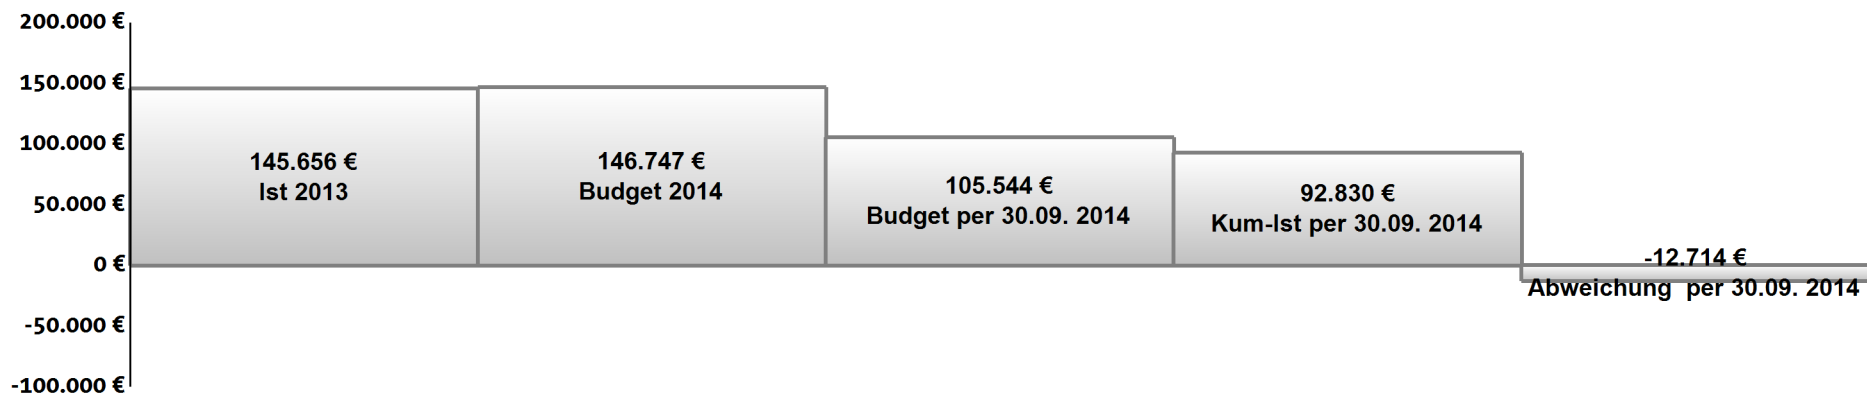 200.000 €
150.000 €
100.000 €
50.000 €
0 €
-50.000 €
-100.000 €
145.656 €
Ist 2013
146.747 €
Budget 2014
105.544 €
Budget per 30.09. 2014
92.830 €
Kum-Ist per 30.09. 2014
-12.714 €
Abweichung  per 30.09. 2014